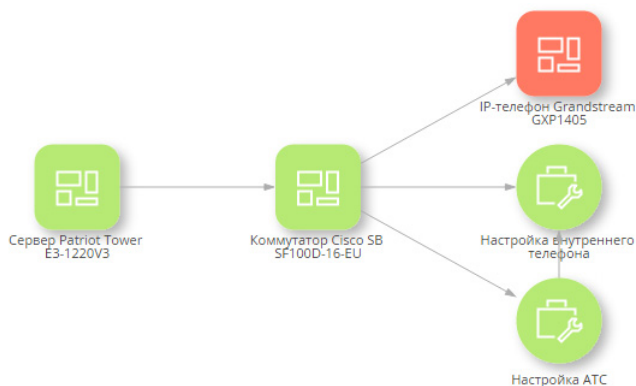 IP-телефон Grandstream
GXP1405
Сервер Patriot Tower
E3-1220V3
Коммутатор Cisco SB
SF100D-16-EU
Настройка внутреннего
телефона
Настройка АТС